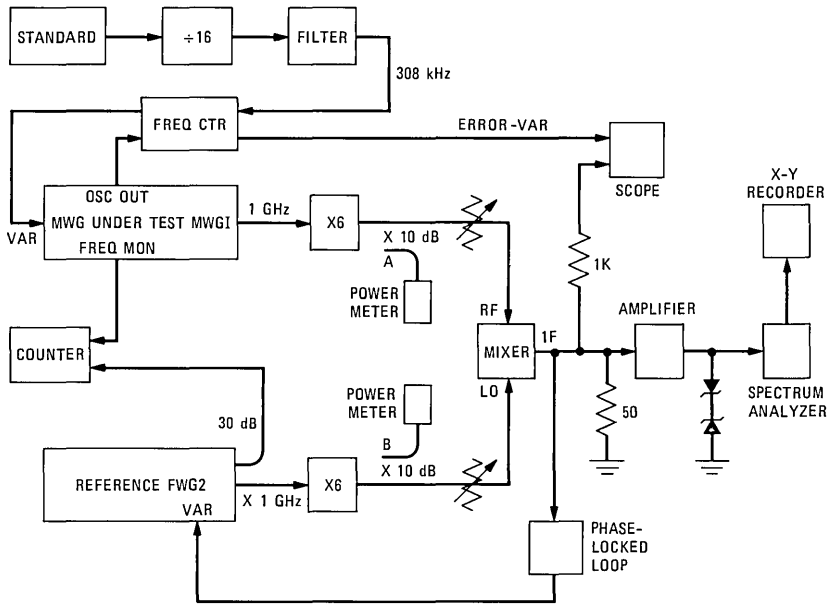 STANDARD
÷16
FILTER
308 kHz
FREQ CTR
ERROR-VAR
SCOPE
X-Y
RECORDER
OSC OUT
MWG UNDER TEST MWGI
FREQ MON
VAR
1 GHz
X6
X 10 dB
A
POWER
METER
1K
RF
MIXER
LO
1F
AMPLIFIER
SPECTRUM
ANALYZER
COUNTER
30 dB
POWER
METER
B
X 10 dB
50
REFERENCE FWG2
VAR
X 1 GHz
X6
PHASE-
LOCKED
LOOP